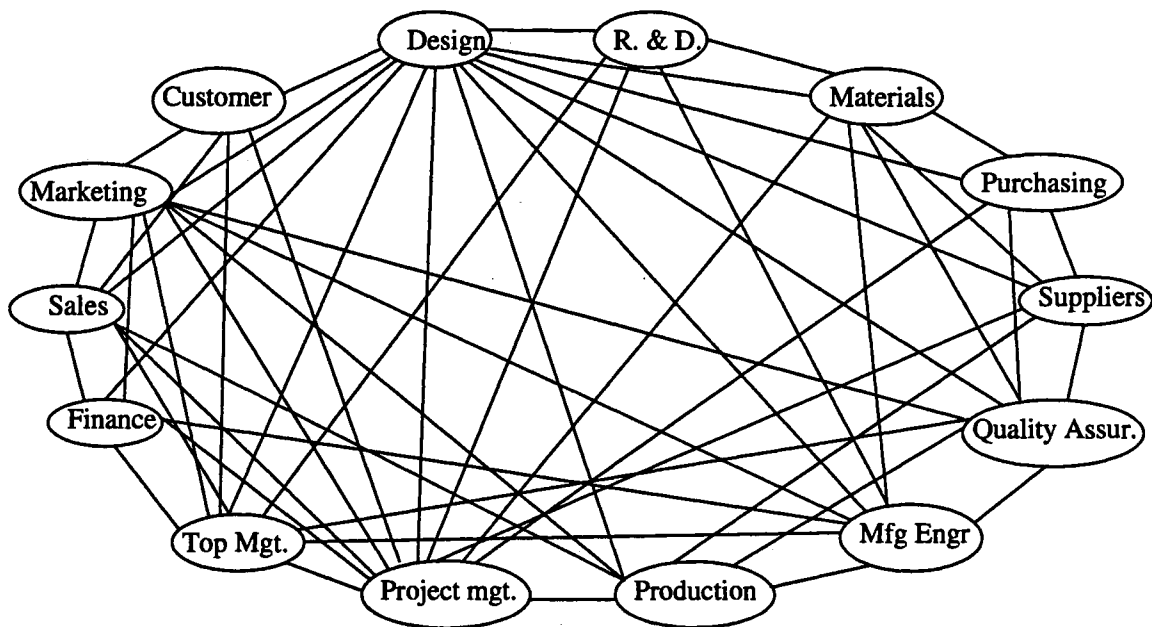 Design
R. & D.
Customer
Materials
Marketing
Purchasing
Sales
Suppliers
Finance
Quality Assur.
Top Mgt.
Mfg Engr
Project mgt.
Production